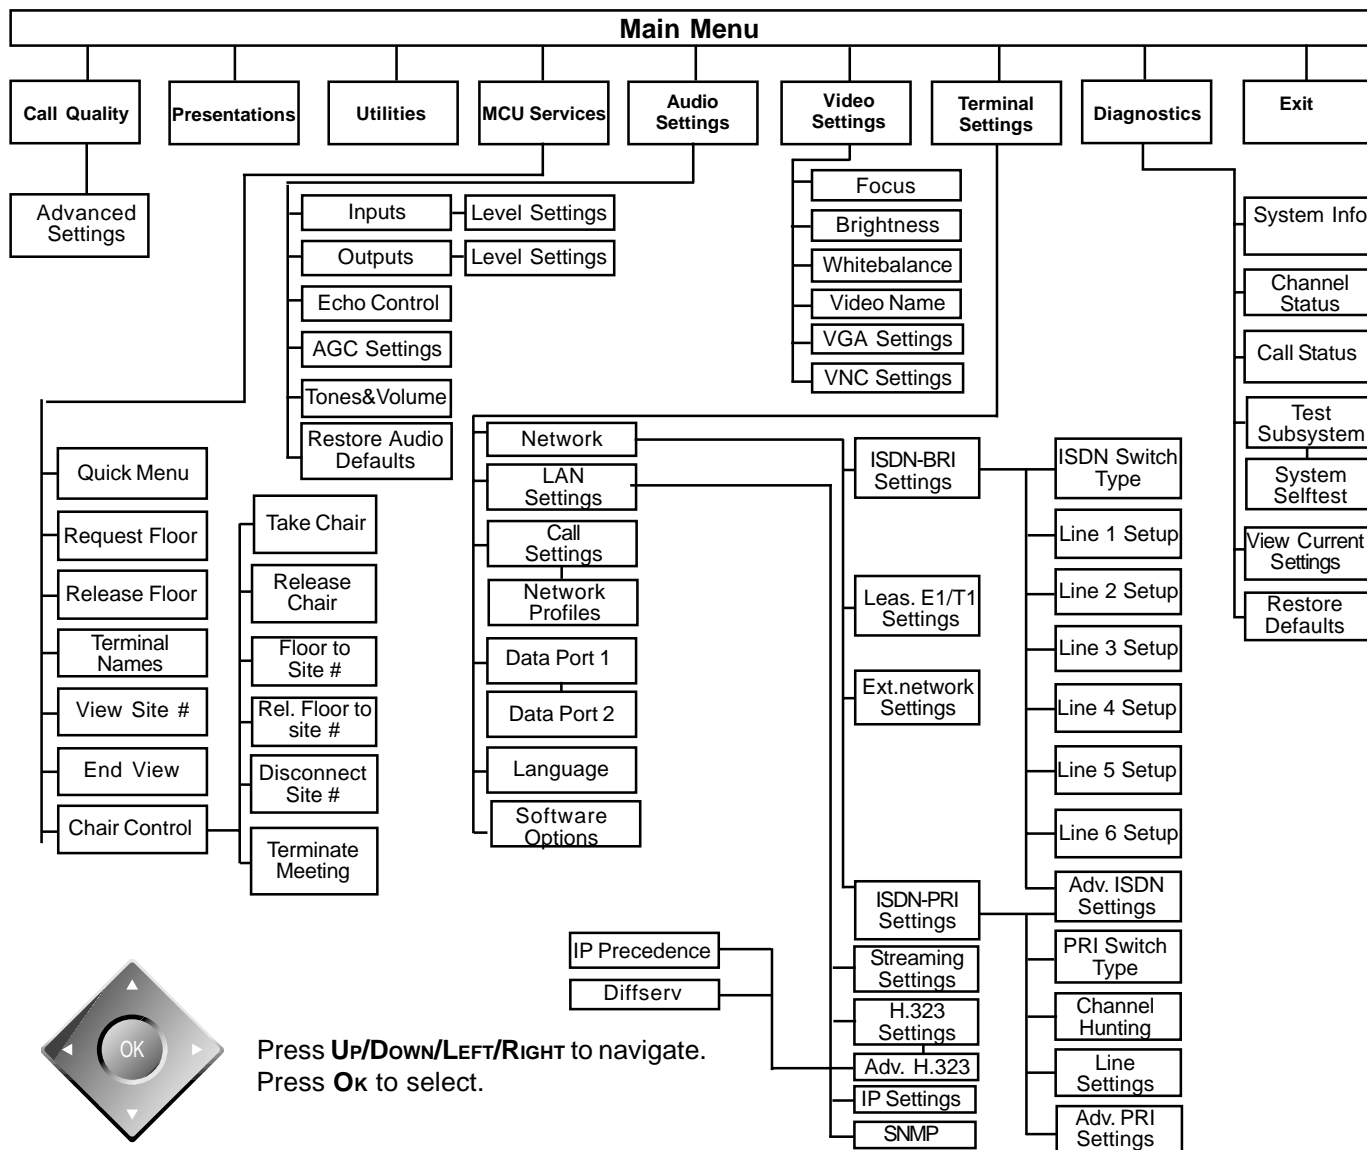 Main Menu
Call Quality
Presentations
Utilities
MCU Services
Audio
Settings
Video
Settings
Terminal
Settings
Diagnostics
Exit
Advanced
Settings
Inputs
Level Settings
Outputs
Level Settings
Echo Control
AGC Settings
Tones&Volume
Restore Audio
Defaults
Focus
Brightness
Whitebalance
Video Name
VGA Settings
VNC Settings
System Info
Channel
Status
Call Status
Test
Subsystem
System
Selftest
View Current
Settings
Restore
Defaults
Quick Menu
Request Floor
Release Floor
Terminal
Names
View Site #
End View
Chair Control
Take Chair
Release
Chair
Floor to
Site #
Rel. Floor to
site #
Disconnect
Site #
Terminate
Meeting
Network
LAN
Settings
Call
Settings
Network
Profiles
Data Port 1
Data Port 2
Language
Software
Options
ISDN-BRI
Settings
Leas. E1/T1
Settings
Ext.network
Settings
ISDN-PRI
Settings
Streaming
Settings
H.323
Settings
Adv. H.323
IP Settings
SNMP
IP Precedence
Diffserv
ISDN Switch
Type
Line 1 Setup
Line 2 Setup
Line 3 Setup
Line 4 Setup
Line 5 Setup
Line 6 Setup
Adv. ISDN
Settings
PRI Switch
Type
Channel
Hunting
Line
Settings
Adv. PRI
Settings
OK
Press UP/DOWN/LEFT/RIGHT to navigate.
Press OK to select.